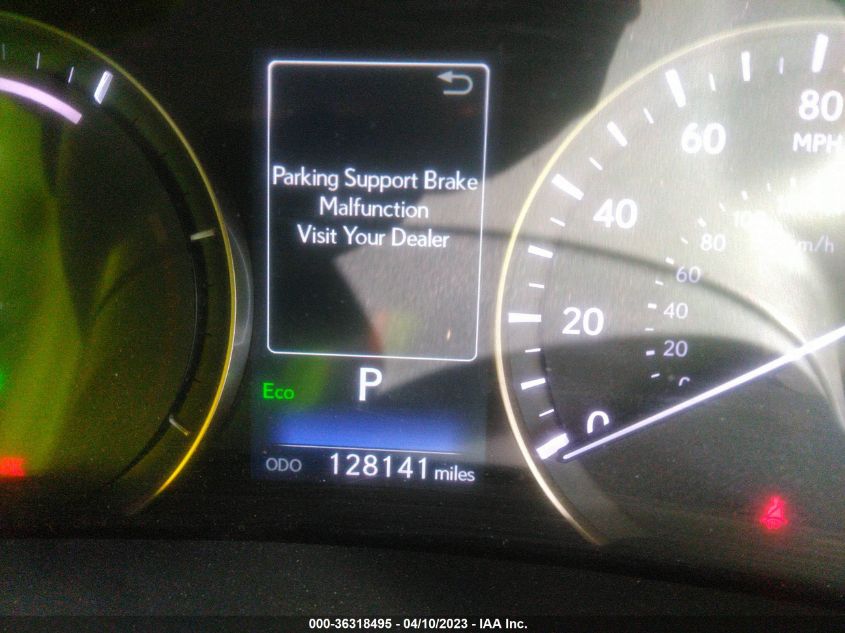 Parking Support Brake
Malfunction
Visit Your Dealer
P
Eco
ODO 128141 miles
0
20
40
60
80
MPH
20
40
60
80
000-36318495 - 04/10/2023 - IAA Inc.